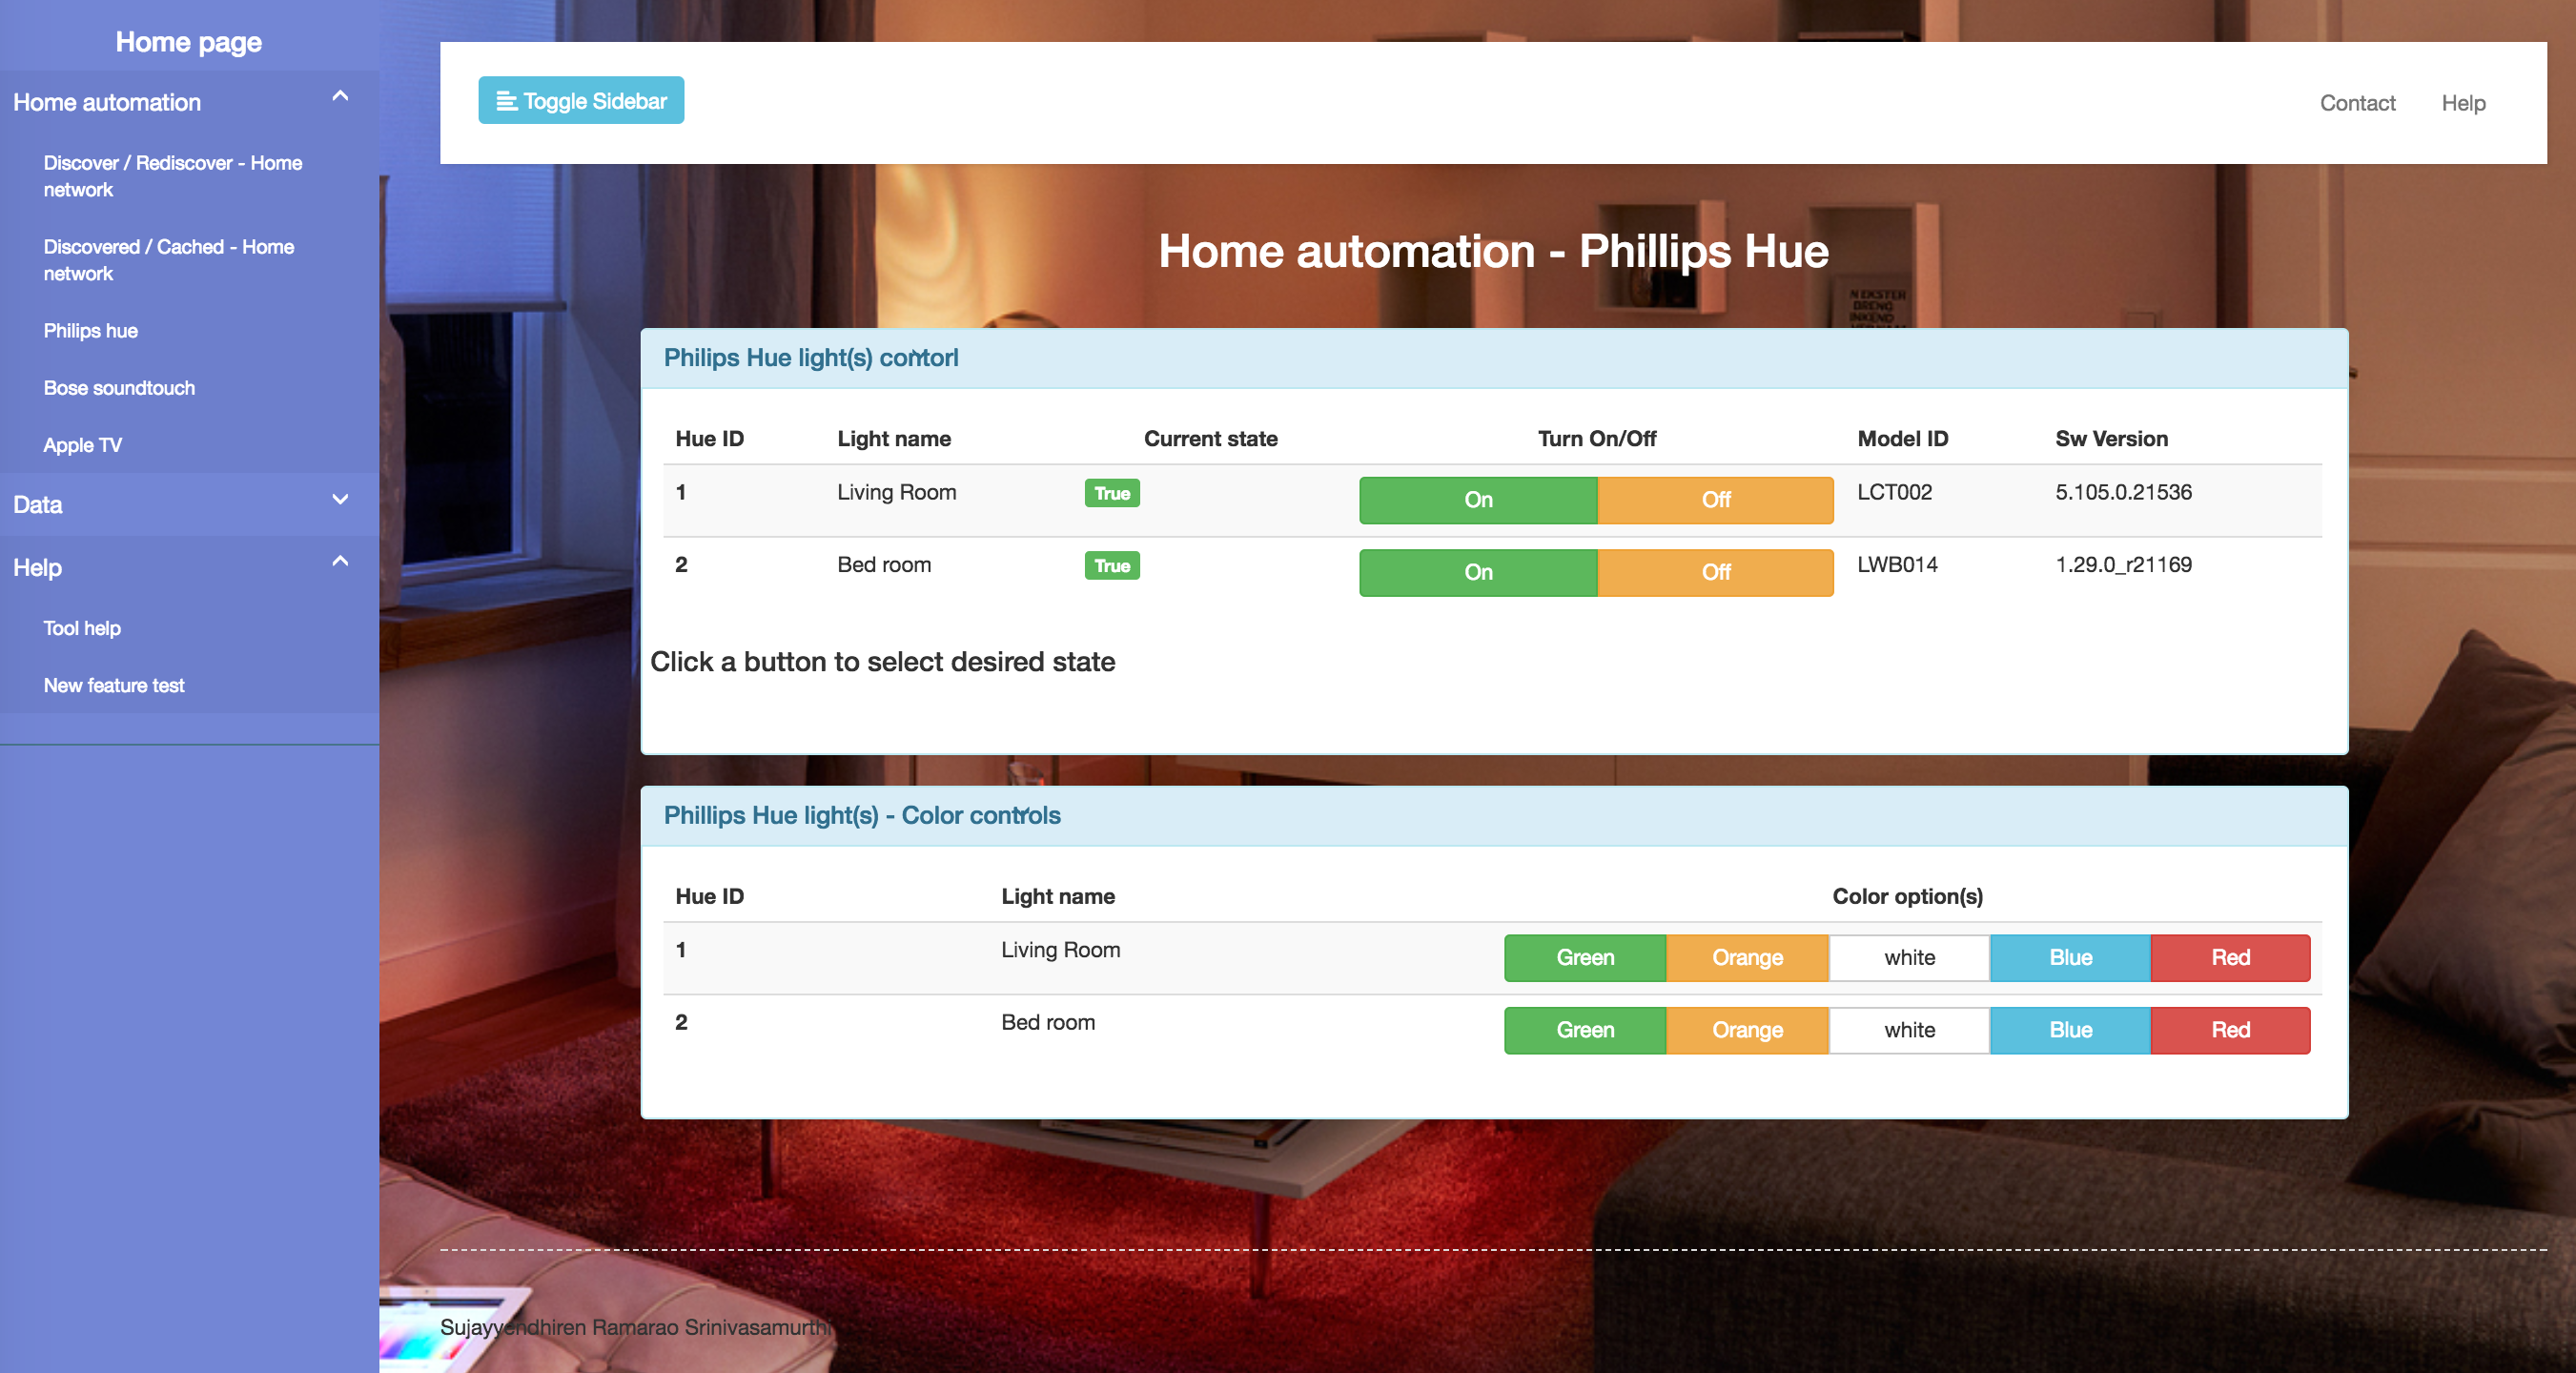 Home page
Home automation
Discover / Rediscover - Home
network
Discovered / Cached - Home
network
Philips hue
Bose soundtouch
Apple TV
Data
Help
Tool help
New feature test
Toggle Sidebar
Contact Help
Home automation - Phillips Hue
Philips Hue light(s) contorl
Hue ID Light name Current state Turn On/Off Model ID Sw Version
1 Living Room True On Off LCT002 5.105.0.21536
2 Bed room True On Off LWB014 1.29.0_r21169
Click a button to select desired state
Phillips Hue light(s) - Color controls
Hue ID Light name Color option(s)
1 Living Room Green Orange white Blue Red
2 Bed room Green Orange white Blue Red
Sujayyendhiren Ramarao Srinivasamurthi